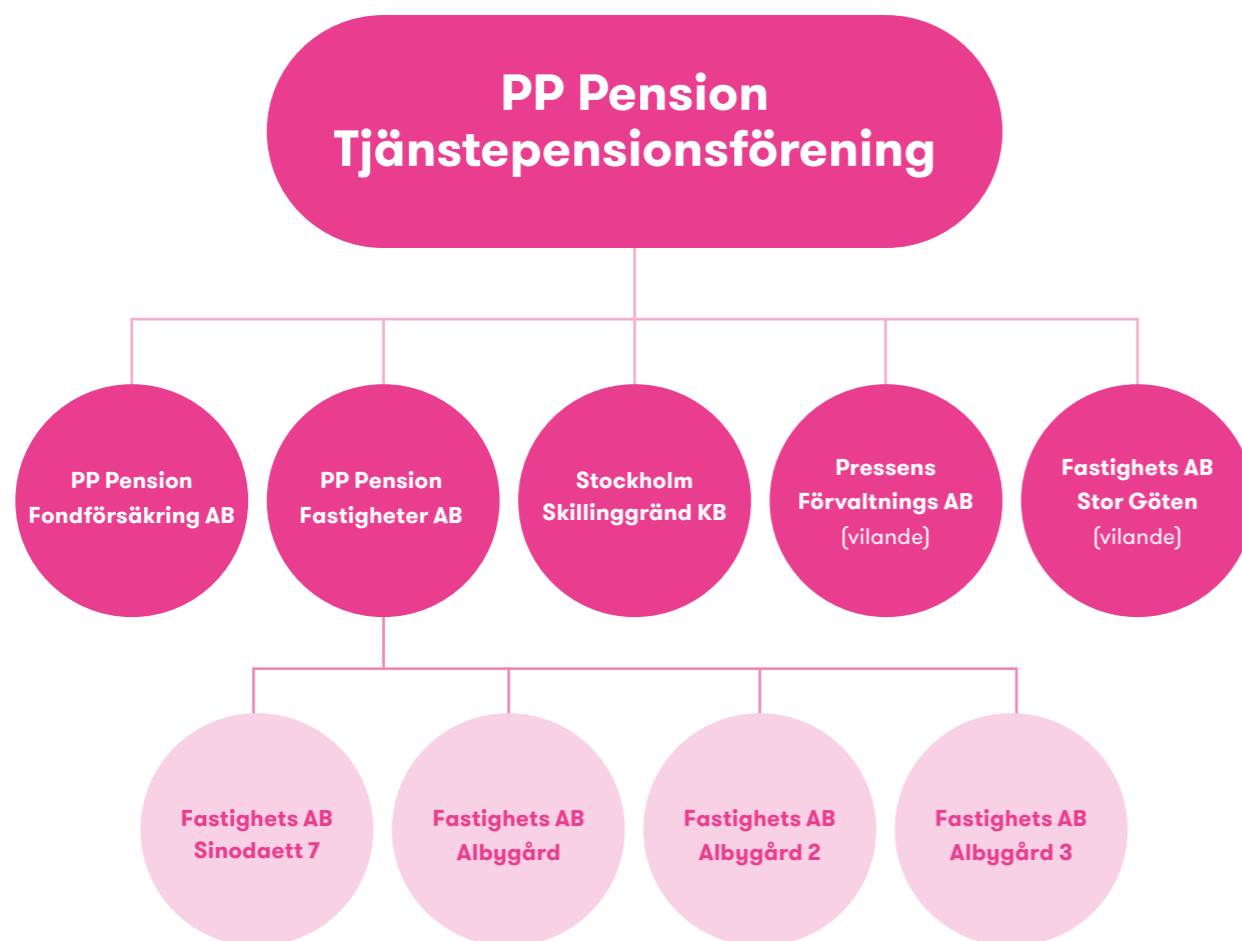 PP Pension
Tjänstepensionsförening
PP Pension
Fondförsäkring AB
PP Pension
Fastigheter AB
Stockholm
Skillinggränd KB
Pressens
Förvaltnings AB
(vilande)
Fastighets AB
Stor Göten
(vilande)
Fastighets AB
Sinodaett 7
Fastighets AB
Albygård
Fastighets AB
Albygård 2
Fastighets AB
Albygård 3